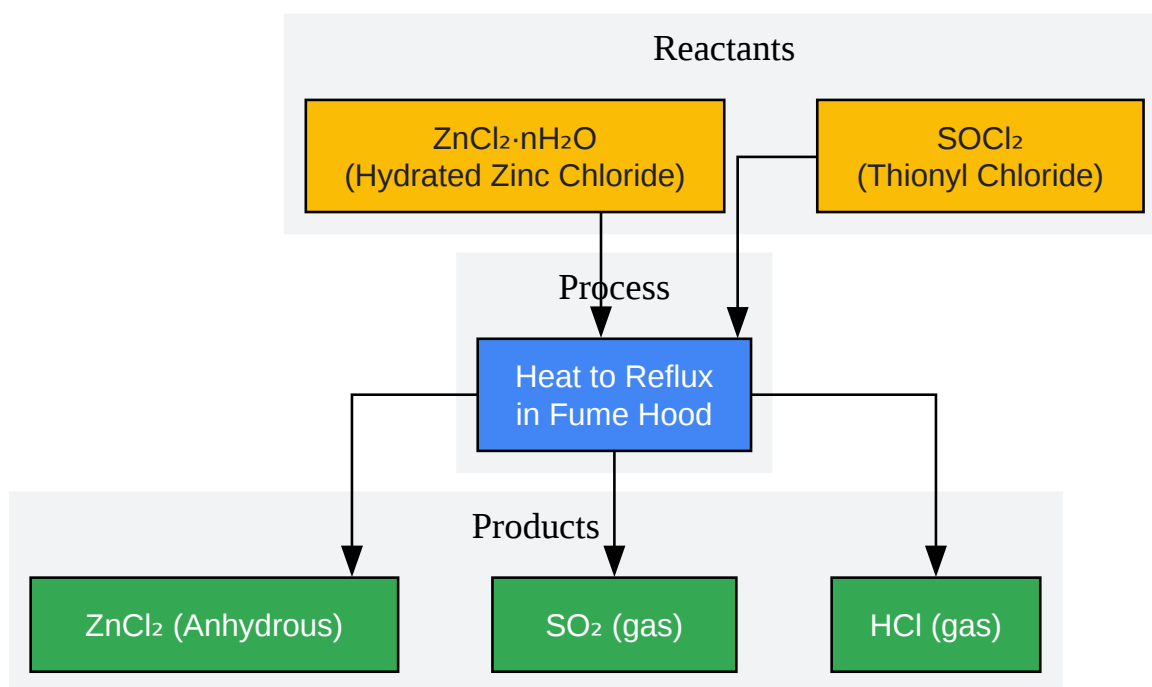 Reactants
ZnCl₂·nH₂O
(Hydrated Zinc Chloride)
SOCl₂
(Thionyl Chloride)
Process
Heat to Reflux
in Fume Hood
Products
ZnCl₂ (Anhydrous)
SO₂ (gas)
HCl (gas)